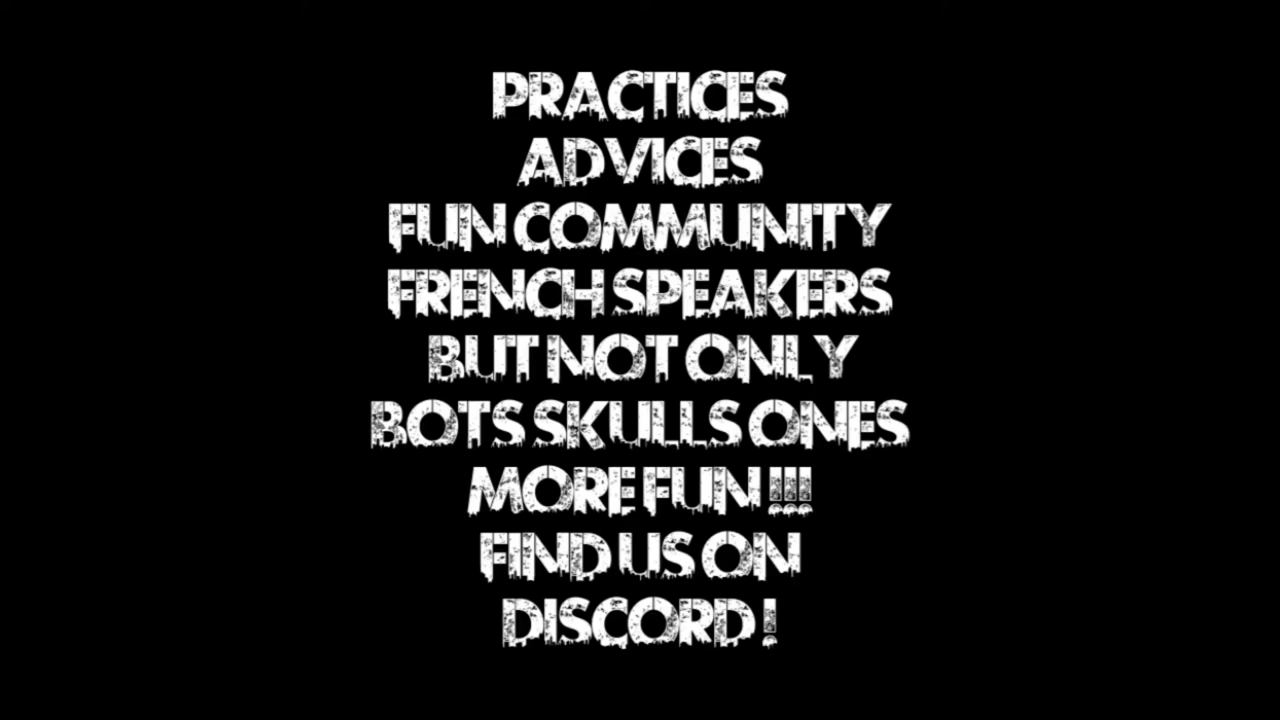 PRACTICES
ADVICES
FUN COMMUNITY
FRENCH SPEAKERS
BUT NOT ONLY
BOTS SKULLS ONES
MORE FUN !!!
FIND US ON
DISCORD !